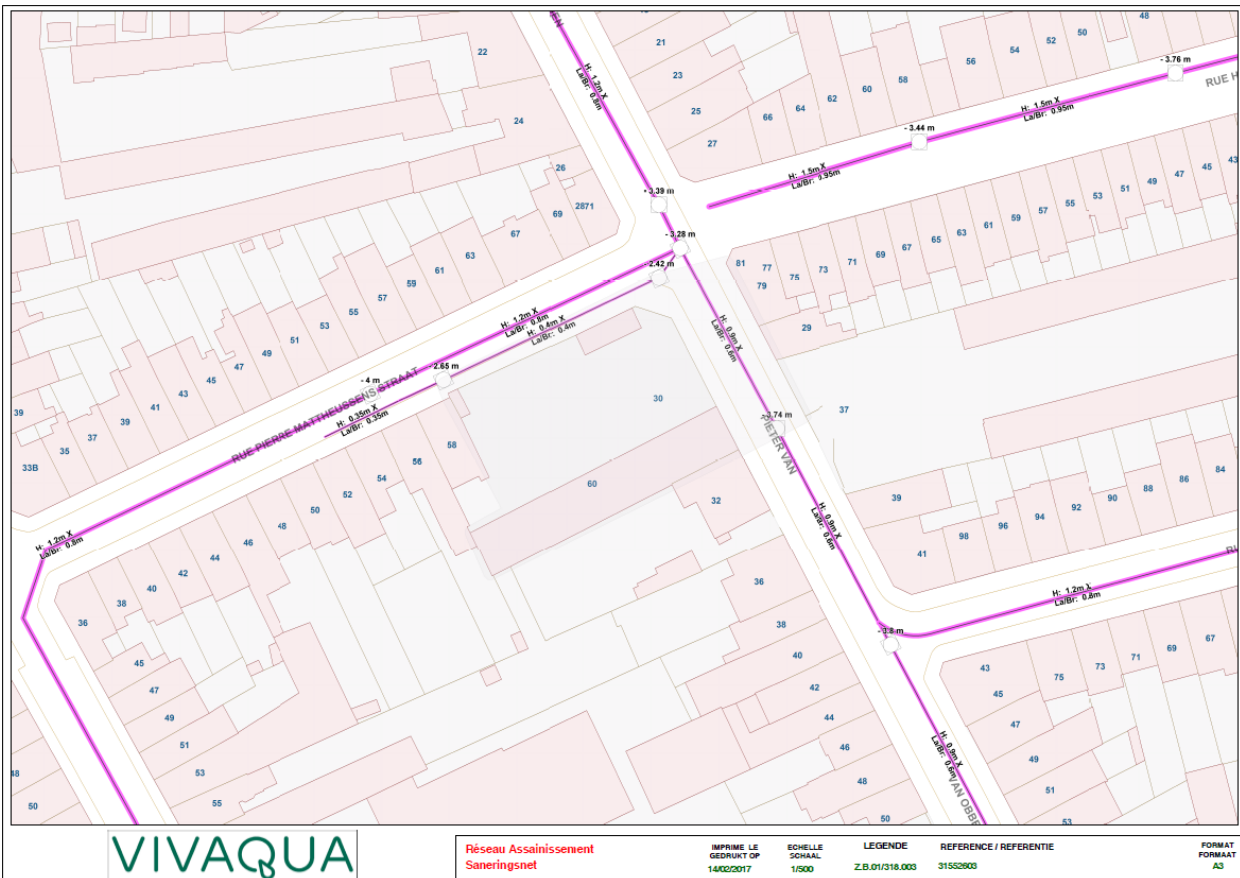 22
24
26
2871
69
67
63
61
59
57
55
53
51
49
47
45
43
41
39
37
35
33B
39
21
23
25
27
66
64
62
60
58
56
54
52
50
48
H: 1.2m X
La/Br: 0.8m
- 3.76 m
RUE H
H: 1.5m X
La/Br: 0.95m
- 3.44 m
H: 1.5m X
La/Br: 0.95m
- 3.39 m
- 3.28 m
- 2.42 m
81
77
79
75
73
71
69
67
65
63
61
59
57
55
53
51
49
47
45
43
29
H: 1.2m X
La/Br: 0.8m
H: 0.4m X
La/Br: 0.4m
H: 0.9m X
La/Br: 0.6m
- 2.65 m
- 4 m
RUE PIERRE MATTHEUSSENS STRAAT
H: 0.35m X
La/Br: 0.35m
30
37
PIETER VAN
60
58
56
54
52
50
48
46
44
42
40
38
36
H: 1.2m X
La/Br: 0.8m
32
H: 0.9m X
La/Br: 0.6m
39
41
98
96
94
92
90
88
86
84
H: 1.2m X
La/Br: 0.8m
- 3.8 m
36
38
40
42
44
46
48
50
45
47
49
51
53
55
48
50
43
45
47
49
51
53
75
73
71
69
67
H: 0.9m X
La/Br: 0.6m
VAN OBBE
VIVAQUA
Réseau Assainissement
Saneringsnet
IMPRIME LE
GEDRUKT OP
14/02/2017
ECHELLE
SCHAAL
1/500
LEGENDE
Z.B.01/318.003
REFERENCE / REFERENTIE
31552603
FORMAT
FORMAAT
A3